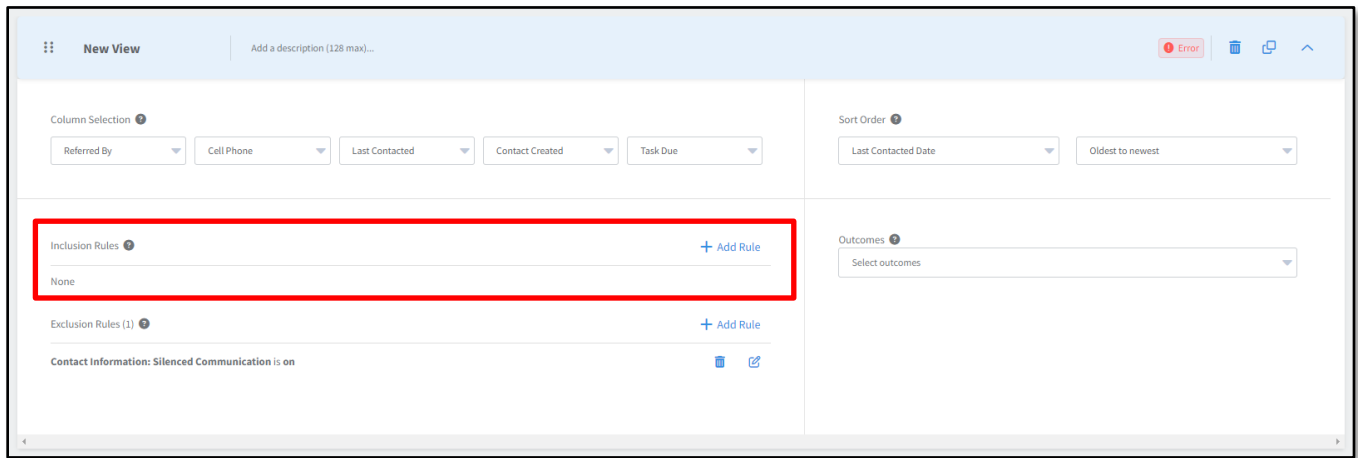 New View
Add a description (128 max)...
Error
Column Selection
Referred By
Cell Phone
Last Contacted
Contact Created
Task Due
Sort Order
Last Contacted Date
Oldest to newest
Inclusion Rules
+ Add Rule
None
Exclusion Rules (1)
+ Add Rule
Contact Information: Silenced Communication is on
Outcomes
Select outcomes